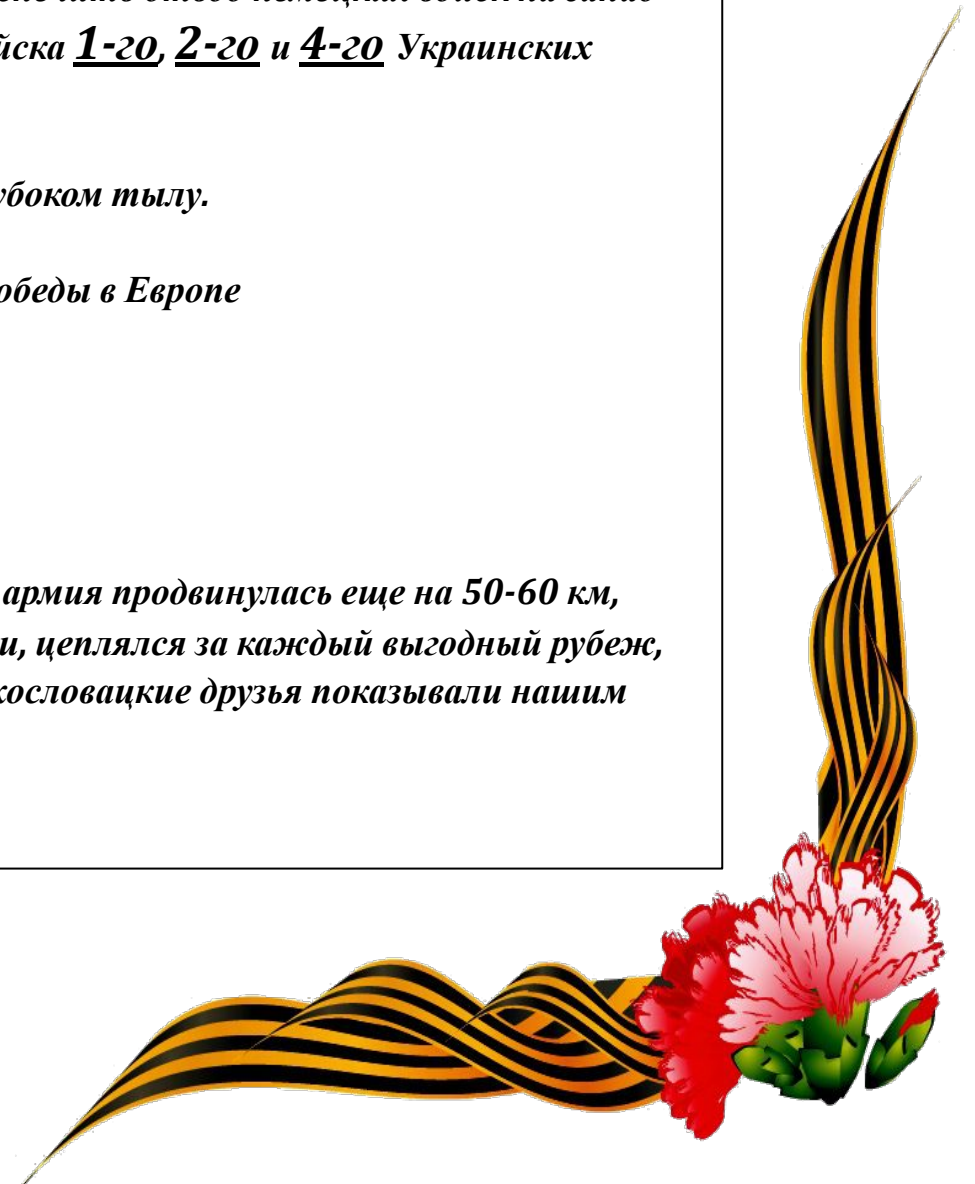 йска 1-го, 2-го и 4-го Украинских
убоком тылу.
обеды в Европе
армия продвинулась еще на 50-60 км,
и, цеплялся за каждый выгодный рубеж,
кословацкие друзья показывали нашим